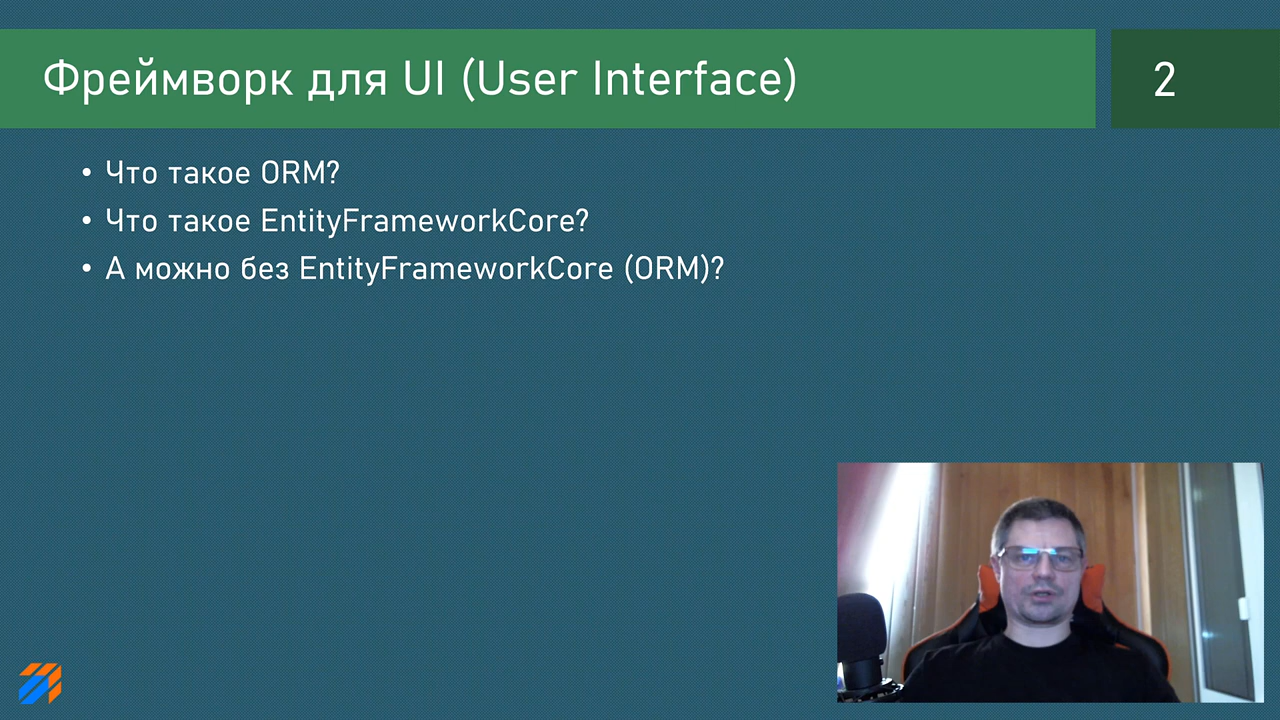 Фреймворк для UI (User Interface)
2
• Что такое ORM?
• Что такое EntityFrameworkCore?
• А можно без EntityFrameworkCore (ORM)?